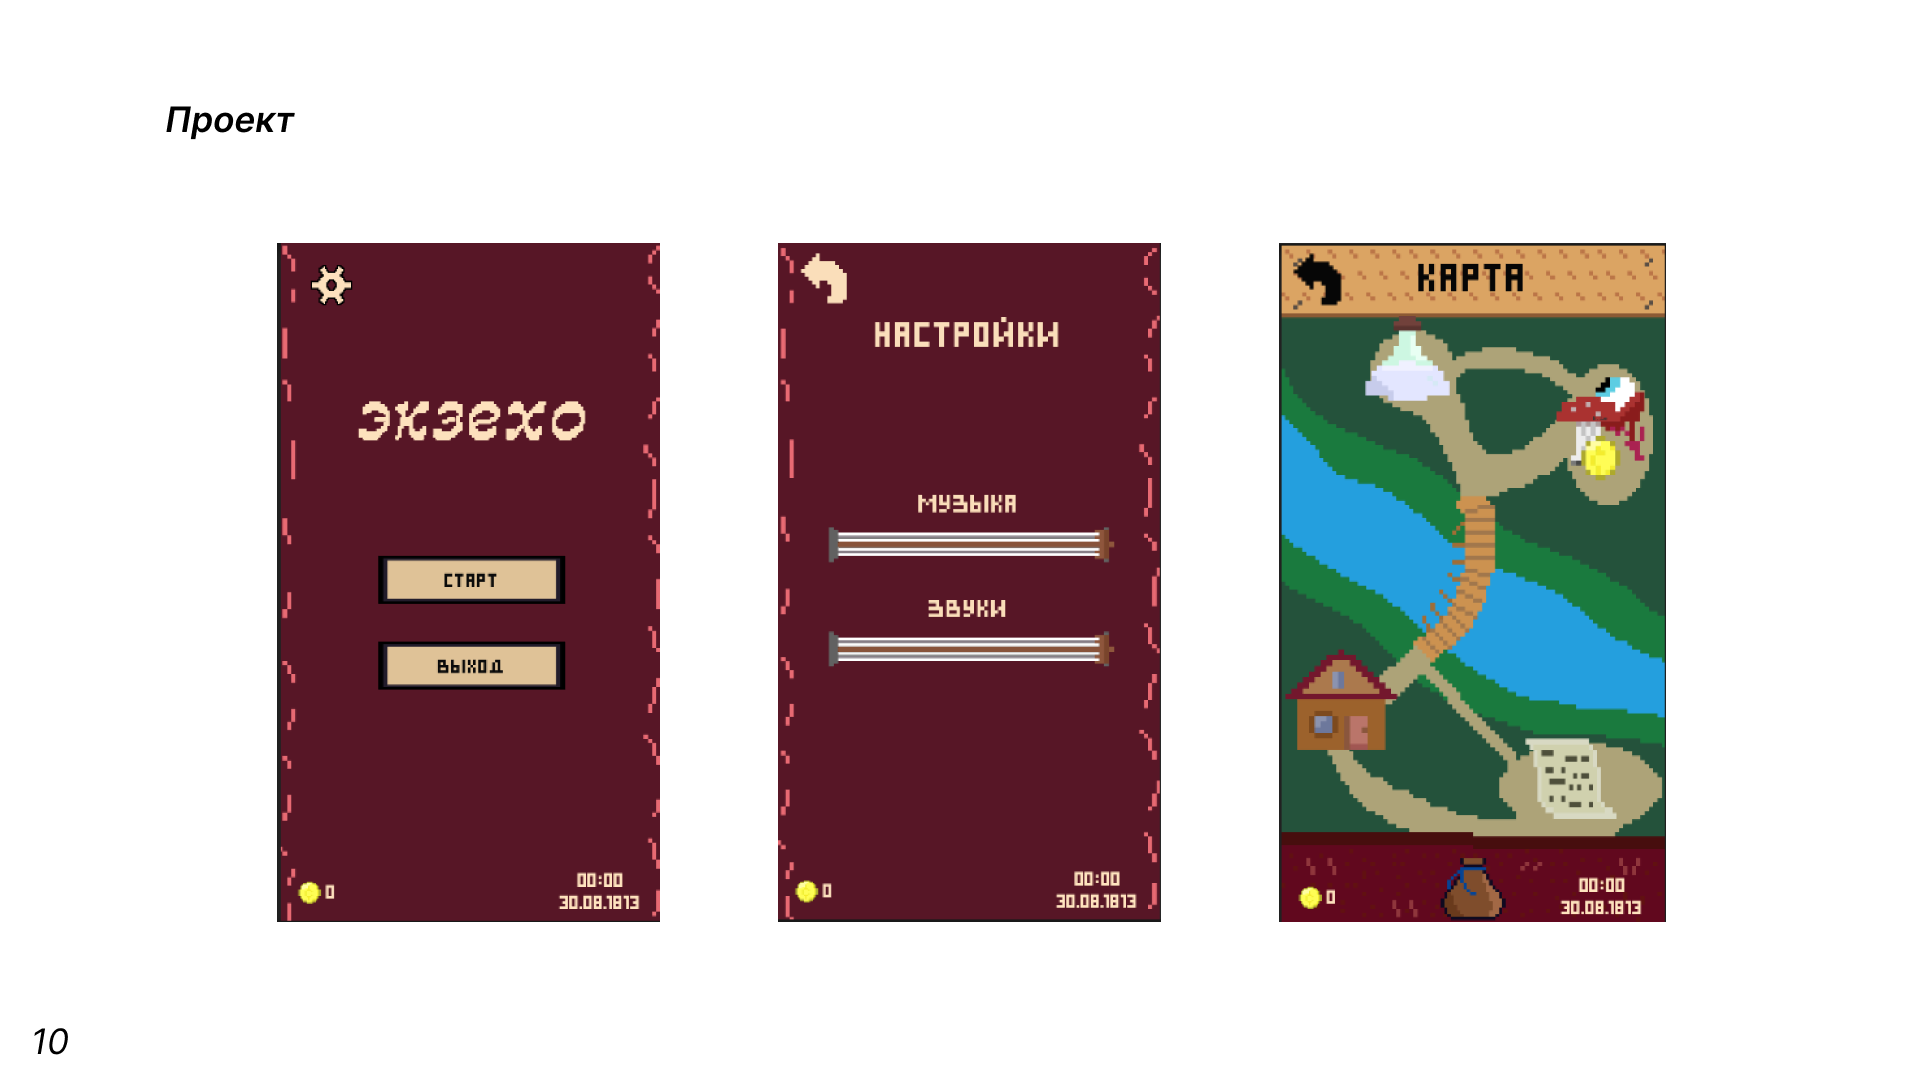 Проект
ЭКЗЕХО
СТАРТ
ВЫХОД
0
00:00
30.08.1813
НАСТРОЙКИ
МУЗЫКА
ЗВУКИ
0
00:00
30.08.1813
КАРТА
0
00:00
30.08.1813
10